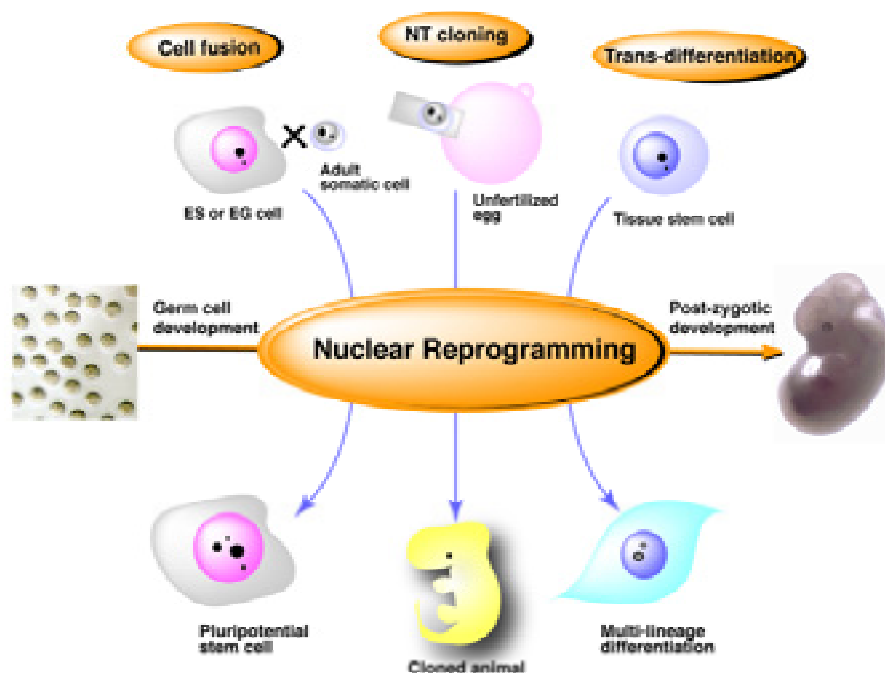 Cell fusion
NT cloning
Trans-differentiation
X
Adult
somatic cell
ES or EG cell
Unfertilized
egg
Tissue stem cell
Germ cell
development
Nuclear Reprogramming
Post-zygotic
development
Pluripotential
stem cell
Cloned animal
Multi-lineage
differentiation